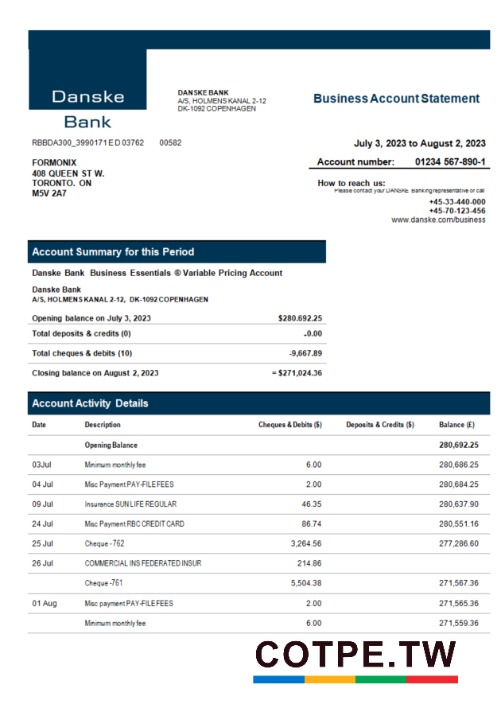 Danske
Bank
DANSKE BANK
A/S, HOLMENS KANAL 2-12
DK-1092 COPENHAGEN
Business Account Statement
RBBDA300_3990171 E D 03762 00582
July 3, 2023 to August 2, 2023
FORMONIX
408 QUEEN ST W.
TORONTO. ON
M5V 2A7
Account number: 01234 567-890-1
How to reach us:
Please contact your DANSKE Banking representative or call
+45-33-440-000
+45-70-123-456
www.danske.com/business
Account Summary for this Period
Danske Bank Business Essentials ® Variable Pricing Account
Danske Bank
A/S, HOLMENS KANAL 2-12, DK-1092 COPENHAGEN
Opening balance on July 3, 2023 $280.692.25
Total deposits & credits (0) -0.00
Total cheques & debits (10) -9,667.89
Closing balance on August 2, 2023 = $271,024.36
Account Activity Details
Date Description Cheques & Debits ($) Deposits & Credits ($) Balance (£)
Opening Balance 280,692.25
03Jul Minimum monthly fee 6.00 280,686.25
04 Jul Misc Payment PAY-FILE FEES 2.00 280,684.25
09 Jul Insurance SUN LIFE REGULAR 46.35 280,637.90
24 Jul Misc Payment RBC CREDIT CARD 86.74 280,551.16
25 Jul Cheque -762 3,264.56 277,286.60
26 Jul COMMERCIAL INS FEDERATED INSUR 214.86
Cheque -761 5,504.38 271,567.36
01 Aug Misc payment PAY-FILE FEES 2.00 271,565.36
Minimum monthly fee 6.00 271,559.36
COTPE.TW